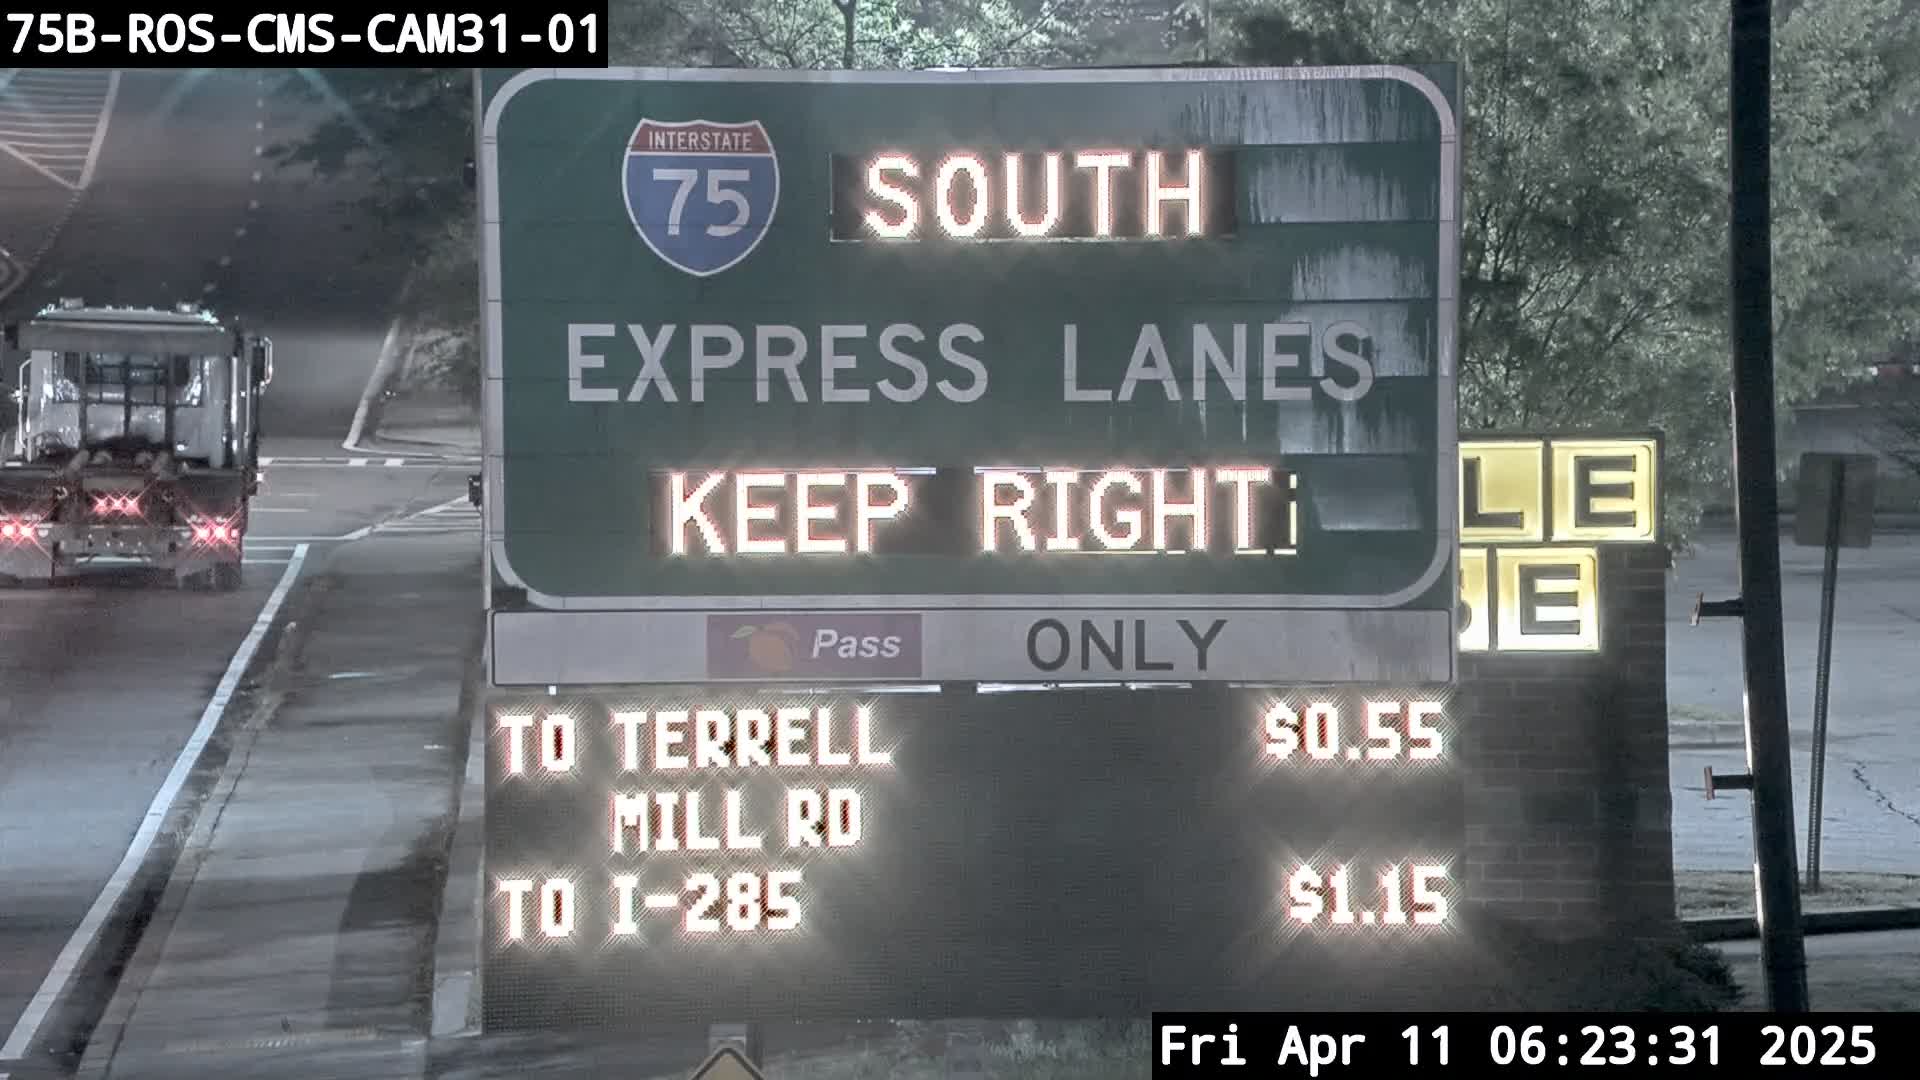 75B-ROS-CMS-CAM31-01
INTERSTATE
75
SOUTH
EXPRESS LANES
KEEP RIGHT
Pass ONLY
TO TERRELL $0.55
MILL RD
TO I-285 $1.15
LE
E
Fri Apr 11 06:23:31 2025